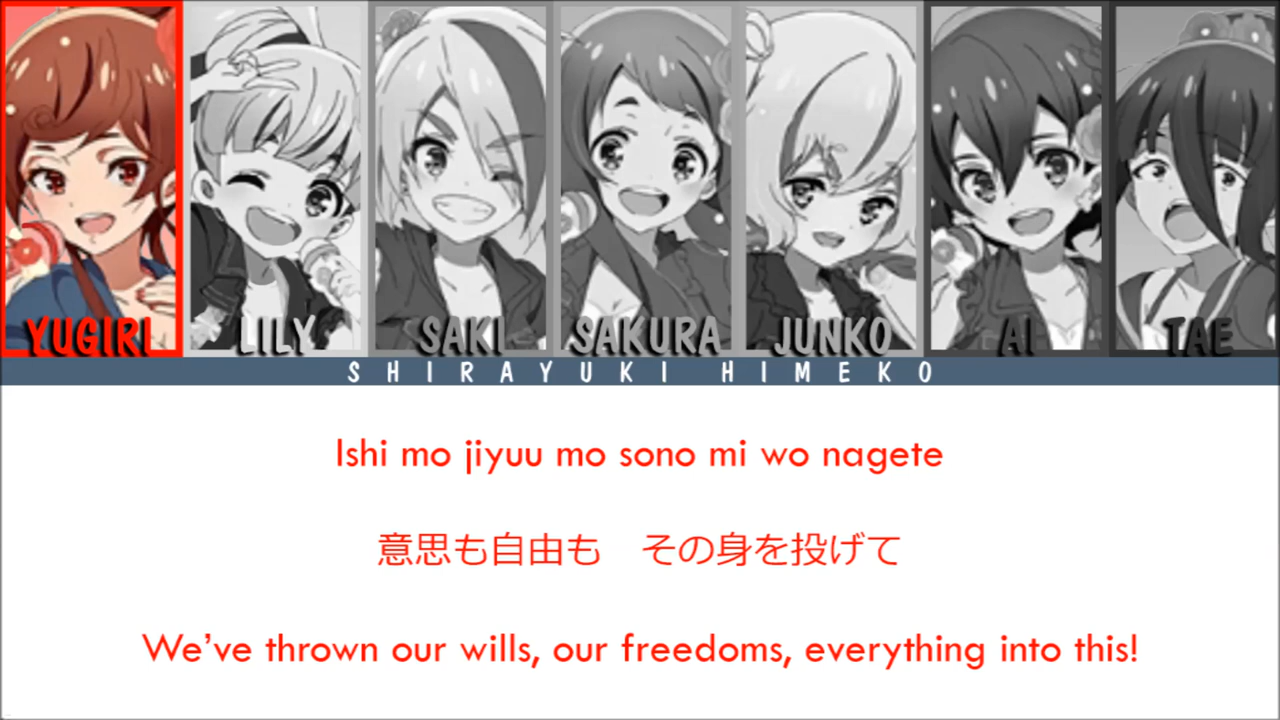 YUGIRI LILY SAKI SAKURA JUNKO AI TAE
SHIRAYUKI HIMEKO
Ishi mo jiyuu mo sono mi wo nagete
意思も自由も　その身を投げて
We've thrown our wills, our freedoms, everything into this!